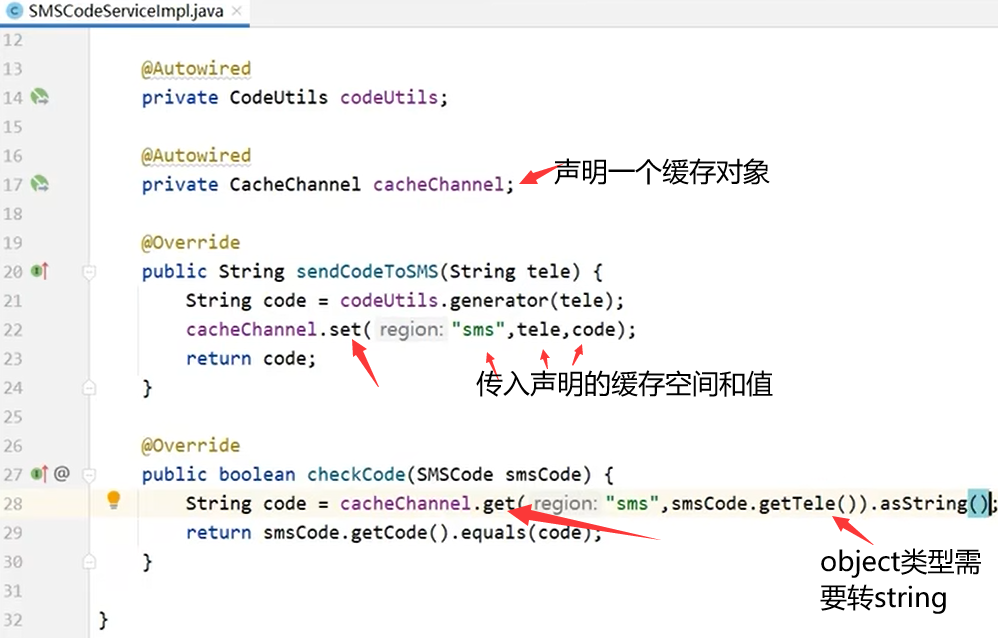 SMSCodeServiceImpl.java
12
13 @Autowired
14 private CodeUtils codeUtils;
15
16 @Autowired
17 private CacheChannel cacheChannel; 声明一个缓存对象
18
19 @Override
20 public String sendCodeToSMS(String tele) {
21 String code = codeUtils.generator(tele);
22 cacheChannel.set( region: "sms",tele,code);
23 return code;
传入声明的缓存空间和值
24 }
25
26 @Override
27 @ public boolean checkCode(SMSCode smsCode) {
28 String code = cacheChannel.get( region: "sms",smsCode.getTele()).asString();
29 return smsCode.getCode().equals(code);
30 }
object类型需
要转string
31
32 }